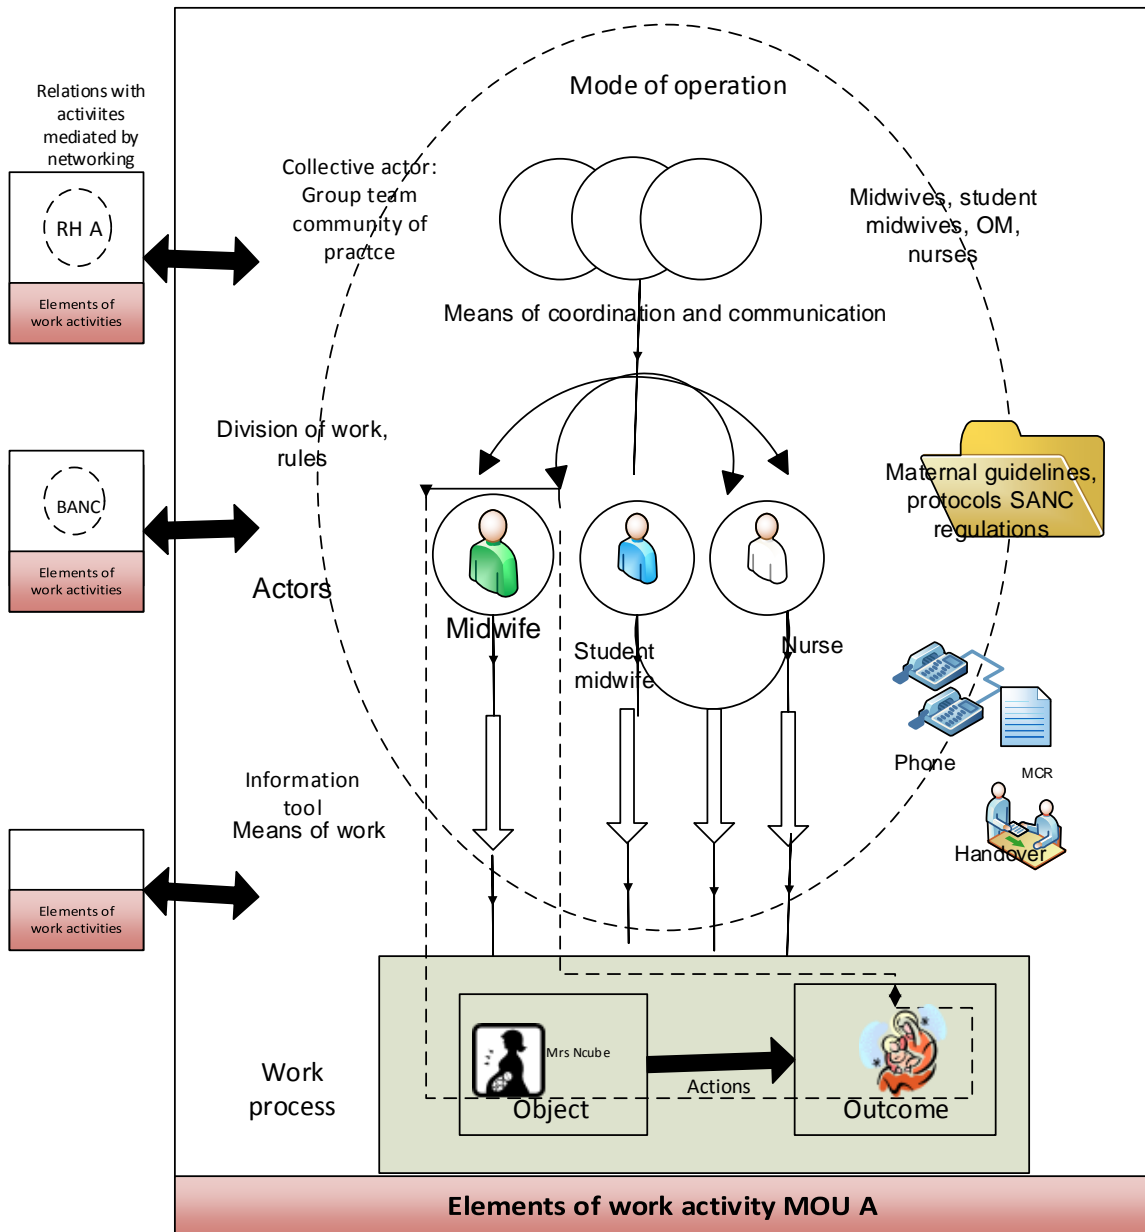 Relations with
activiites
mediated by
networking
RH A
Elements of
work activities
BANC
Elements of
work activities
Elements of
work activities
Mode of operation
Collective actor:
Group team
community of
practce
Midwives, student
midwives, OM,
nurses
Means of coordination and communication
Division of work,
rules
Maternal guidelines,
protocols SANC
regulations
Actors
Midwife
Student
midwife
Nurse
Phone
MCR
Handover
Information
tool
Means of work
Work
process
Mrs Ncube
Object
Actions
Outcome
Elements of work activity MOU A